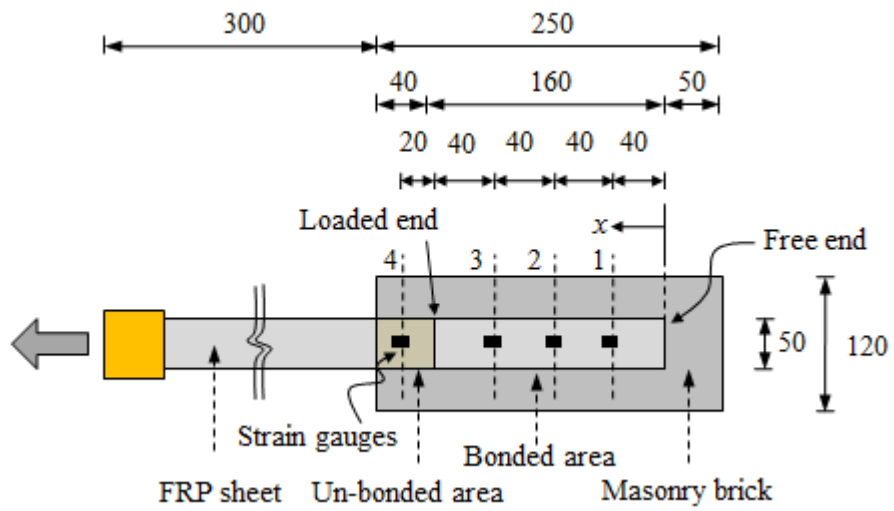 300 250
40 160 50
20 40 40 40 40
Loaded end x Free end
4 3 2 1
50 120
Strain gauges Bonded area
FRP sheet Un-bonded area Masonry brick